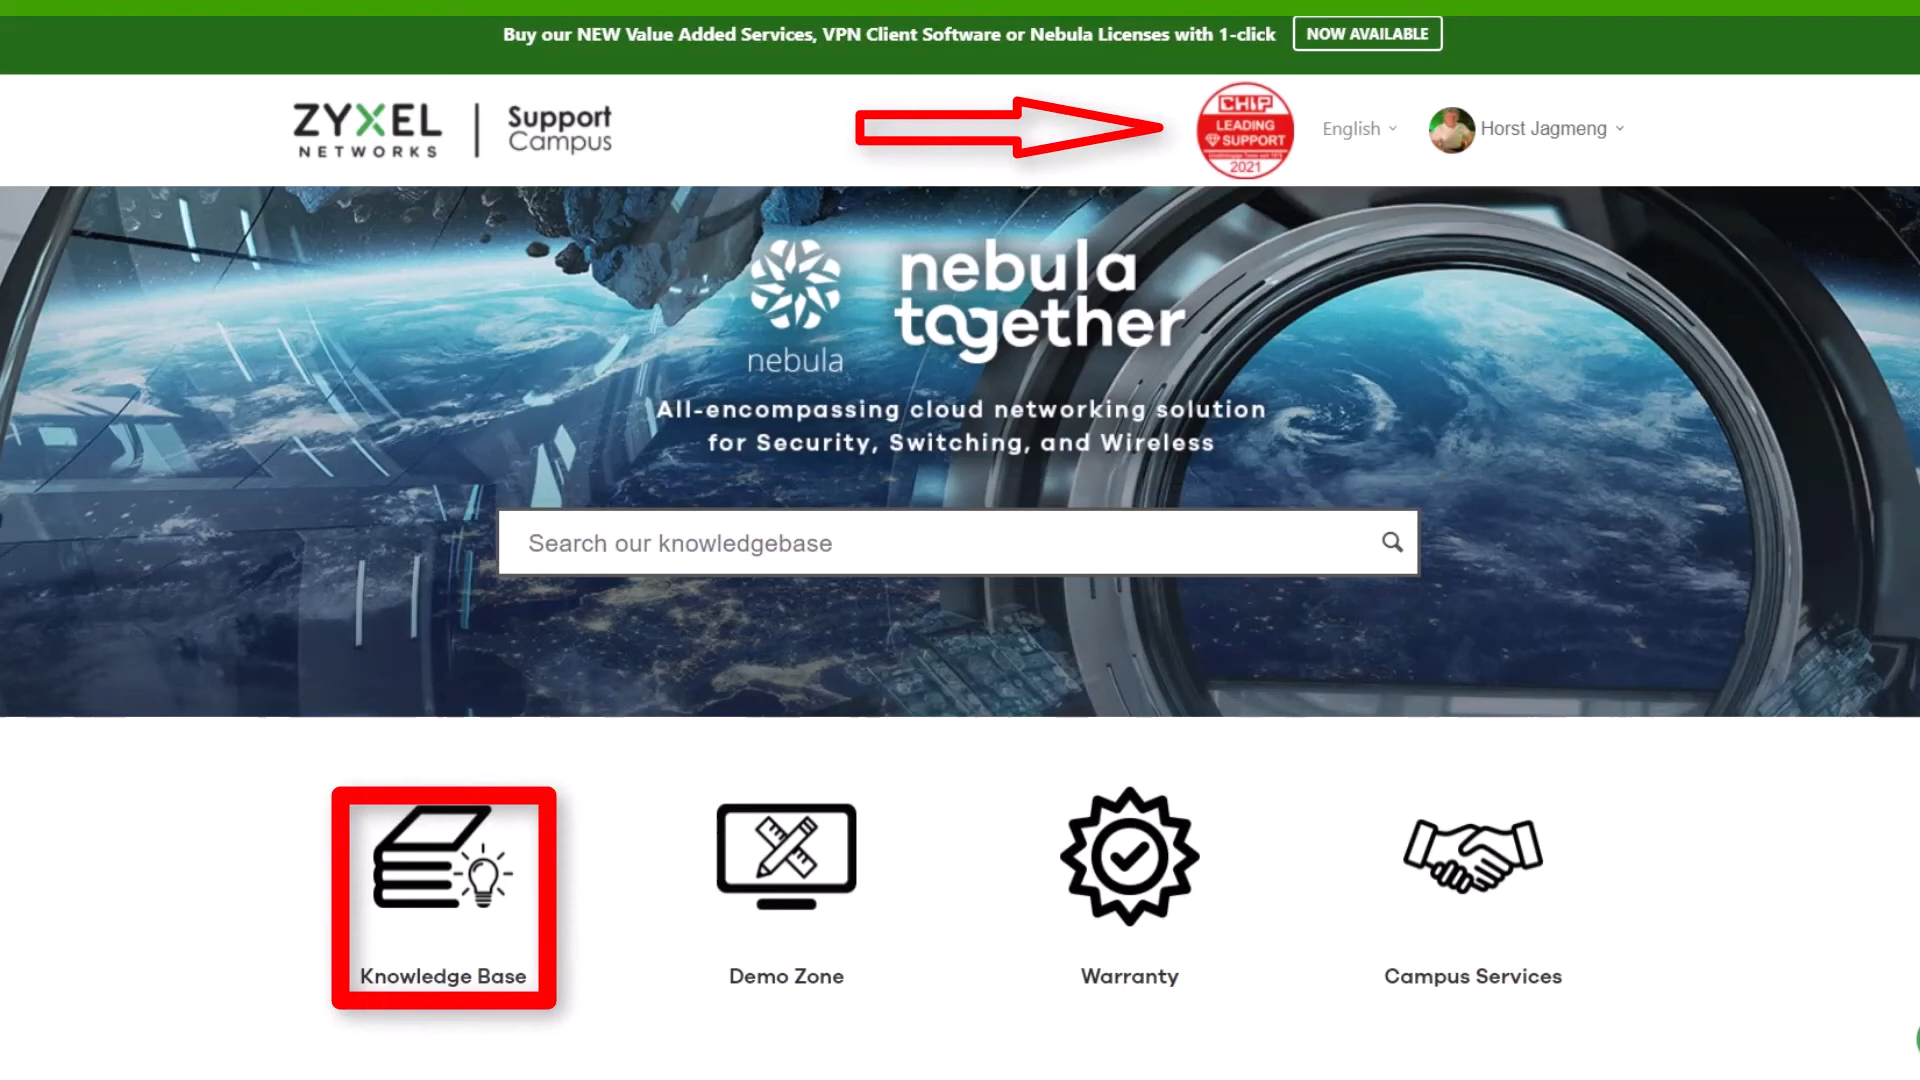 Buy our NEW Value Added Services, VPN Client Software or Nebula Licenses with 1-click
NOW AVAILABLE
ZYXEL
NETWORKS
Support
Campus
CHIP
LEADING
SUPPORT
2021
English
Horst Jagmeng
nebula
nebula
together
All-encompassing cloud networking solution
for Security, Switching, and Wireless
Search our knowledgebase
Knowledge Base
Demo Zone
Warranty
Campus Services